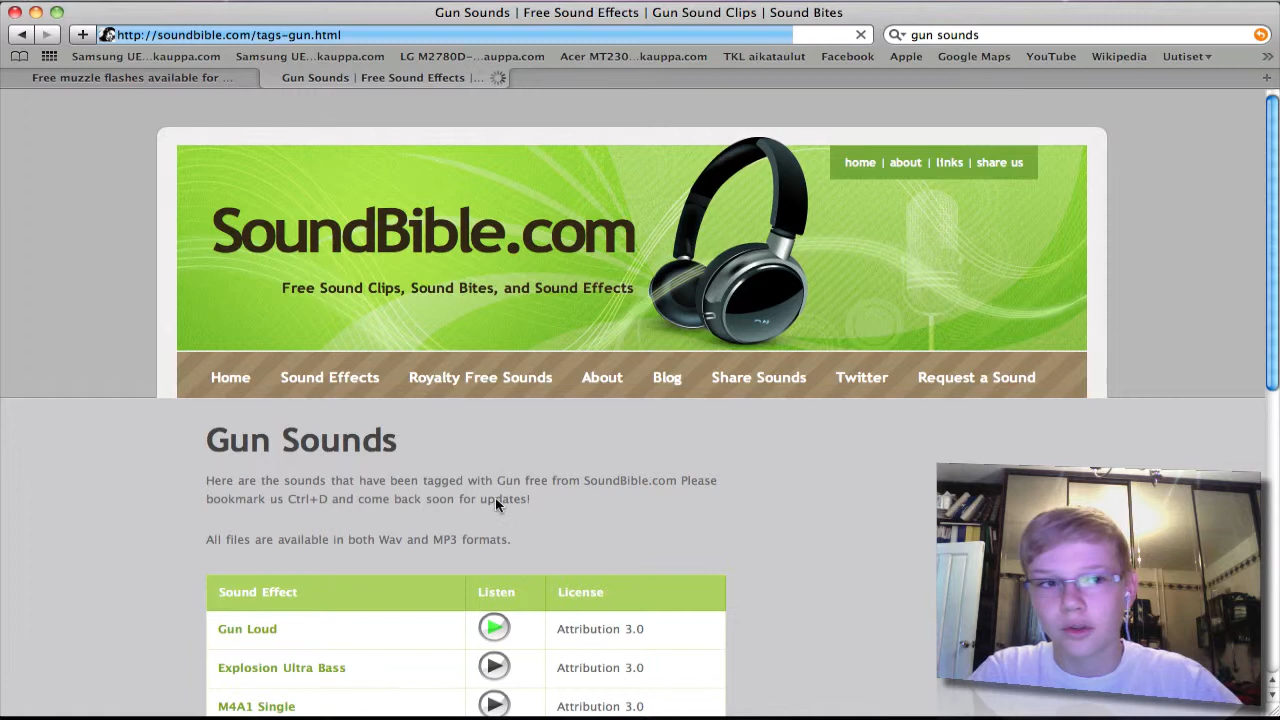 Gun Sounds | Free Sound Effects | Gun Sound Clips | Sound Bites
http://soundbible.com/tags-gun.html
gun sounds
Samsung UE...kauppa.com Samsung UE...kauppa.com LG M2780D-...auppa.com Acer MT230...kauppa.com TKL aikataulut Facebook Apple Google Maps YouTube Wikipedia Uutiset
Free muzzle flashes available for ... Gun Sounds | Free Sound Effects |...
home | about | links | share us
SoundBible.com
Free Sound Clips, Sound Bites, and Sound Effects
Home Sound Effects Royalty Free Sounds About Blog Share Sounds Twitter Request a Sound
Gun Sounds
Here are the sounds that have been tagged with Gun free from SoundBible.com Please
bookmark us Ctrl+D and come back soon for updates!
All files are available in both Wav and MP3 formats.
Sound Effect Listen License
Gun Loud Attribution 3.0
Explosion Ultra Bass Attribution 3.0
M4A1 Single Attribution 3.0